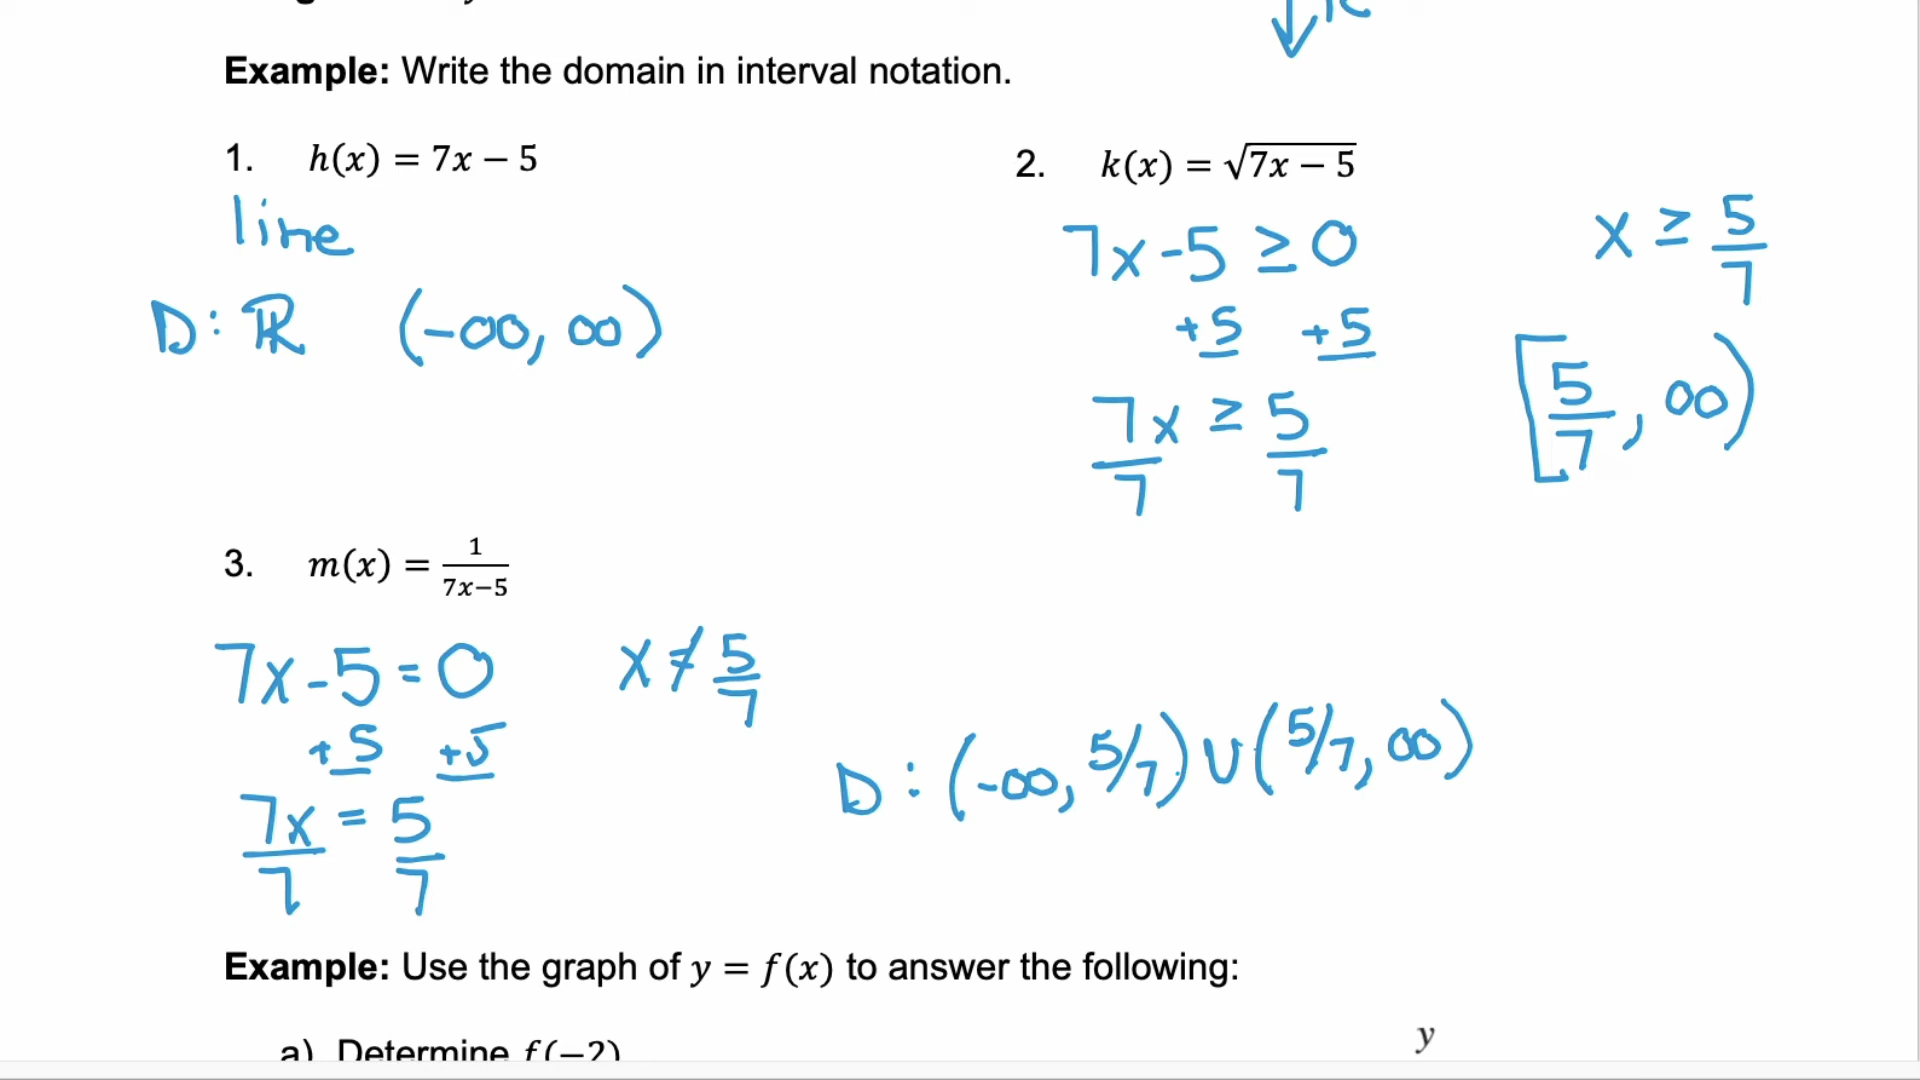 Example: Write the domain in interval notation.
1. h(x) = 7x − 5
line
D: ℝ (-∞, ∞)
2. k(x) = √(7x − 5)
7x-5 ≥ 0
+5 +5
7x ≥ 5
7 7
x ≥ 5/7
[5/7, ∞)
3. m(x) = 1/(7x−5)
7x-5=0
+5 +5
7x = 5
7 7
x ≠ 5/7
D: (-∞, 5/7) ∪ (5/7, ∞)
Example: Use the graph of y = f(x) to answer the following:
a) Determine f(−2)
y